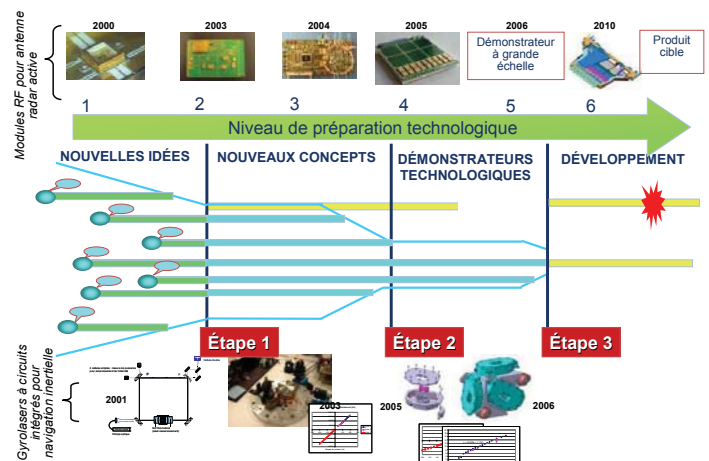 2000
2003
2004
2005
2006
2010
Modules RF pour antenne
radar active
Démonstrateur
à grande
échelle
Produit
cible
1
2
3
4
5
6
Niveau de préparation technologique
NOUVELLES IDÉES
NOUVEAUX CONCEPTS
DÉMONSTRATEURS
TECHNOLOGIQUES
DÉVELOPPEMENT
Étape 1
Étape 2
Étape 3
Gyrolasers à circuits
intégrés pour
navigation inertielle
2001
2003
2005
2006